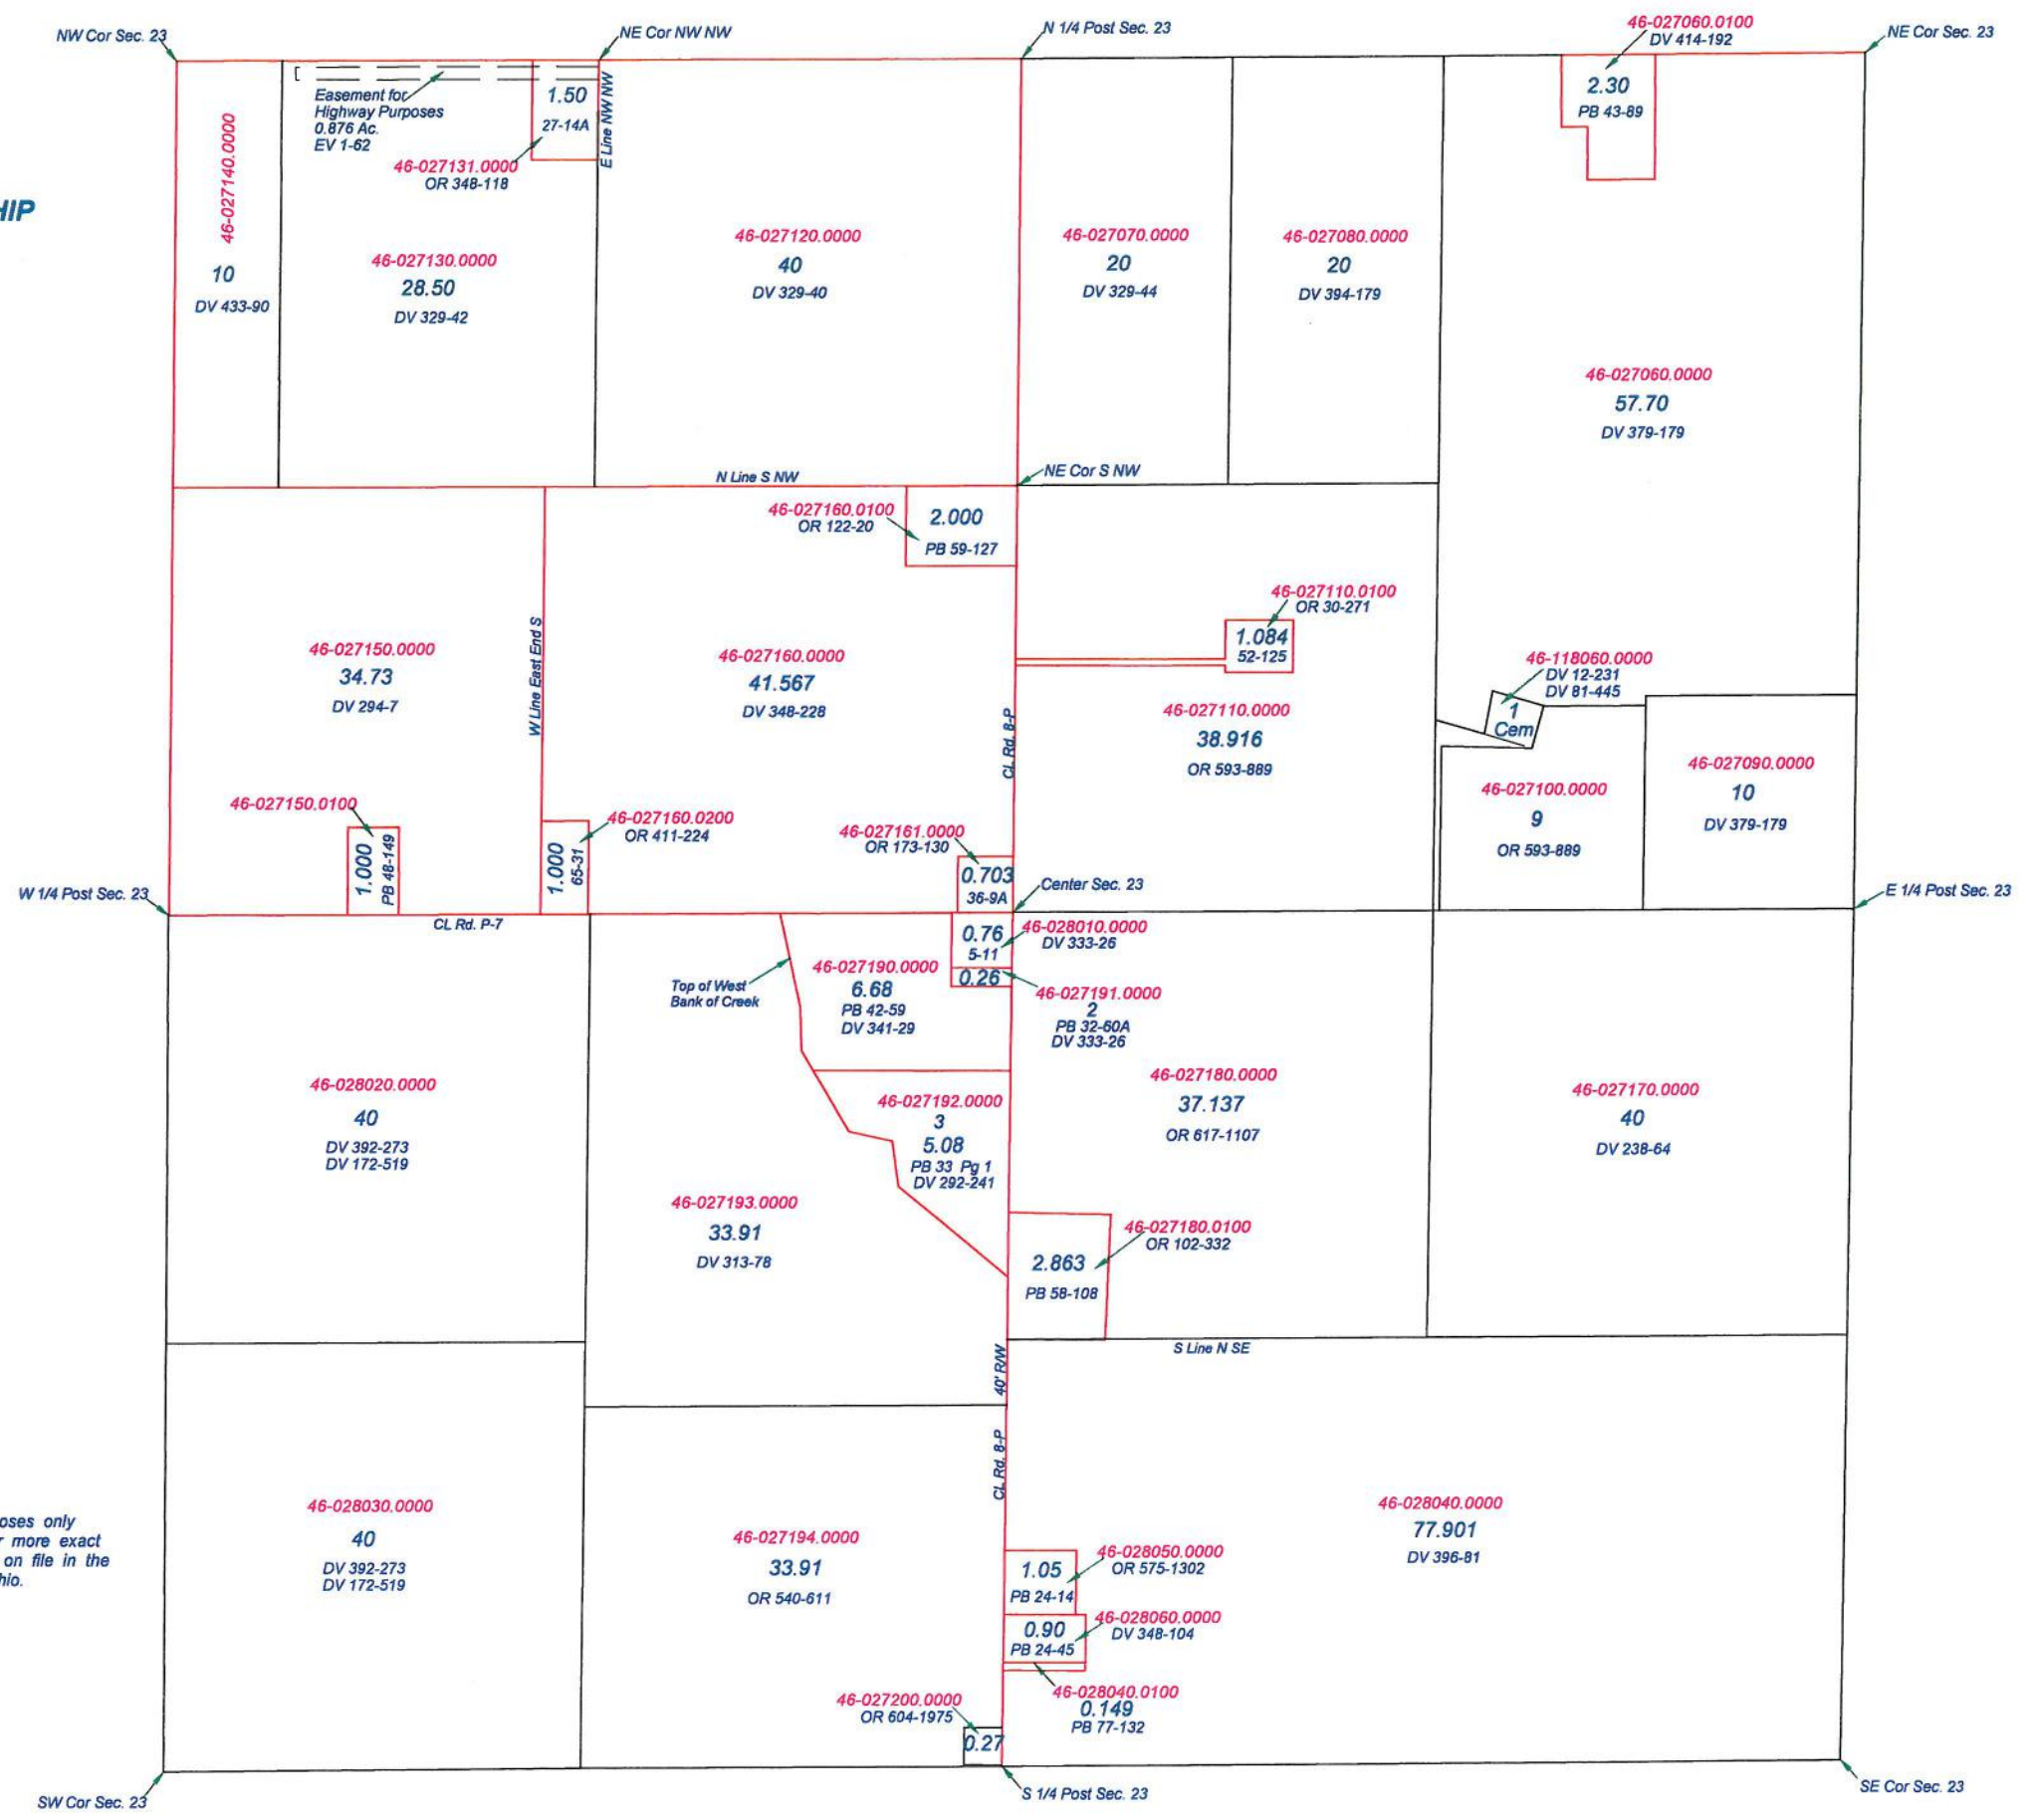 NW Cor Sec. 23
NE Cor NW NW
N 1/4 Post Sec. 23
46-027060.0100
DV 414-192
NE Cor Sec. 23
HIP
46-027140.0000
10
DV 433-90
Easement for
Highway Purposes
0.876 Ac.
EV 1-62
1.50
27-14A
46-027131.0000
OR 348-118
E Line NW NW
2.30
PB 43-89
46-027130.0000
28.50
DV 329-42
46-027120.0000
40
DV 329-40
46-027070.0000
20
DV 329-44
46-027080.0000
20
DV 394-179
46-027060.0000
57.70
DV 379-179
N Line S NW
NE Cor S NW
46-027160.0100
OR 122-20
2.000
PB 59-127
46-027110.0100
OR 30-271
1.084
52-125
46-027150.0000
34.73
DV 294-7
W Line East End S
46-027160.0000
41.567
DV 348-228
CL Rd. 8-P
46-027110.0000
38.916
OR 593-889
46-118060.0000
DV 12-231
DV 81-445
1
Cem
46-027100.0000
9
OR 593-889
46-027090.0000
10
DV 379-179
46-027150.0100
1.000
PB 48-149
46-027160.0200
OR 411-224
1.000
65-31
46-027161.0000
OR 173-130
0.703
36-9A
W 1/4 Post Sec. 23
Center Sec. 23
E 1/4 Post Sec. 23
CL Rd. P-7
0.76
5-11
46-028010.0000
DV 333-26
0.26
Top of West
Bank of Creek
46-027190.0000
6.68
PB 42-59
DV 341-29
46-027191.0000
2
PB 32-60A
DV 333-26
46-028020.0000
40
DV 392-273
DV 172-519
46-027192.0000
3
5.08
PB 33 Pg 1
DV 292-241
46-027180.0000
37.137
OR 617-1107
46-027170.0000
40
DV 238-64
46-027193.0000
33.91
DV 313-78
46-027180.0100
OR 102-332
2.863
PB 58-108
40' R/W
S Line N SE
CL Rd. 8-P
oses only
r more exact
on file in the
hio.
46-028030.0000
40
DV 392-273
DV 172-519
46-027194.0000
33.91
OR 540-611
46-028040.0000
77.901
DV 396-81
1.05
PB 24-14
46-028050.0000
OR 575-1302
0.90
PB 24-45
46-028060.0000
DV 348-104
46-028040.0100
0.149
PB 77-132
46-027200.0000
OR 604-1975
0.27
SW Cor Sec. 23
S 1/4 Post Sec. 23
SE Cor Sec. 23